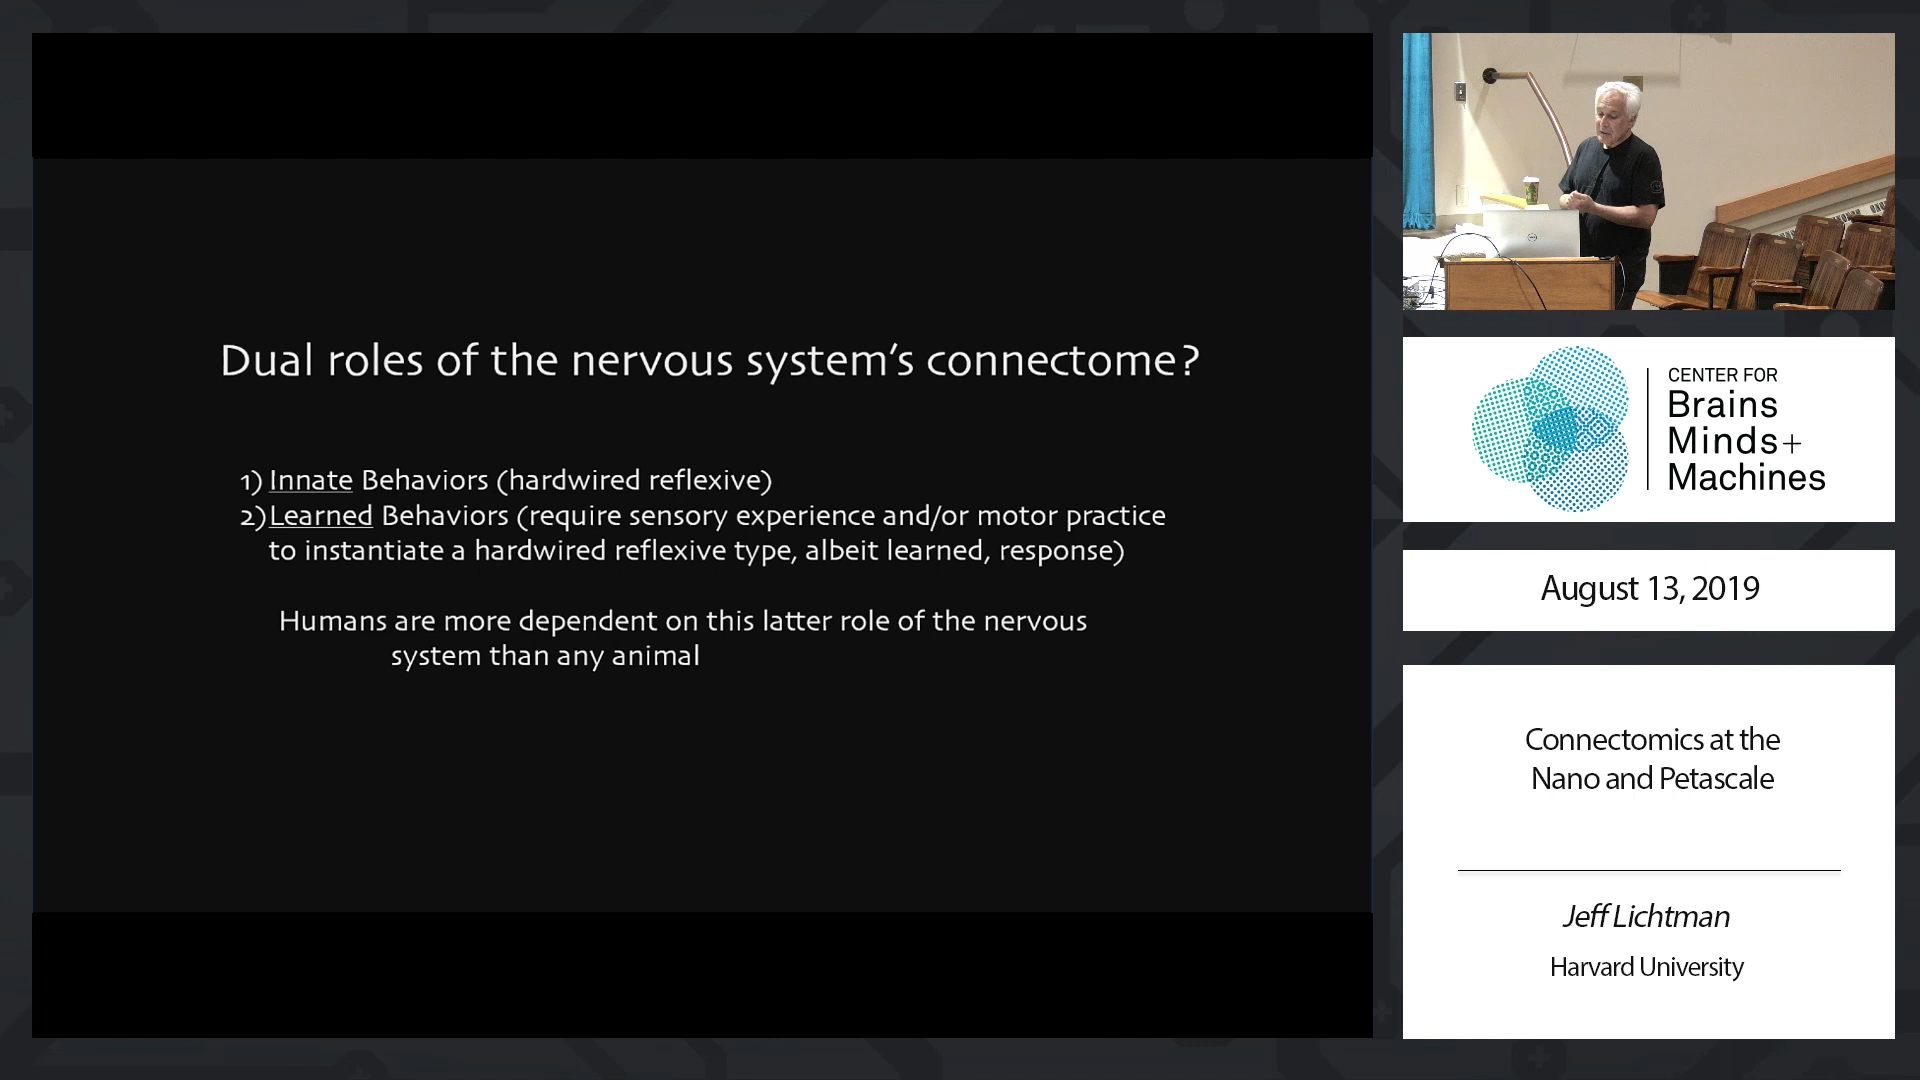 Dual roles of the nervous system's connectome?
1) Innate Behaviors (hardwired reflexive)
2) Learned Behaviors (require sensory experience and/or motor practice
to instantiate a hardwired reflexive type, albeit learned, response)
Humans are more dependent on this latter role of the nervous
system than any animal
CENTER FOR
Brains
Minds+
Machines
August 13, 2019
Connectomics at the
Nano and Petascale
Jeff Lichtman
Harvard University